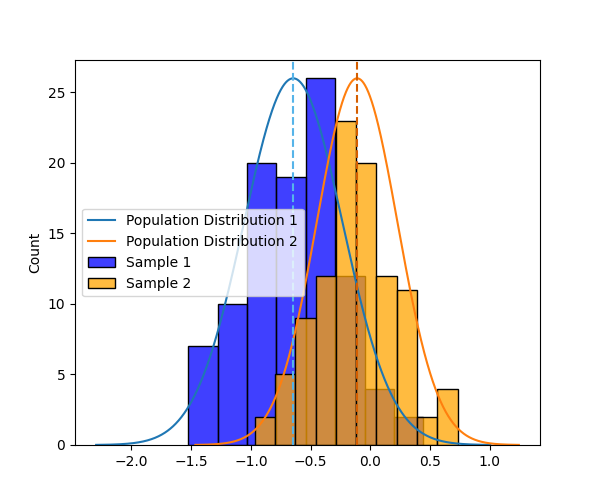 25
20
15
10
5
0
Count
Population Distribution 1
Population Distribution 2
Sample 1
Sample 2
−2.0 −1.5 −1.0 −0.5 0.0 0.5 1.0